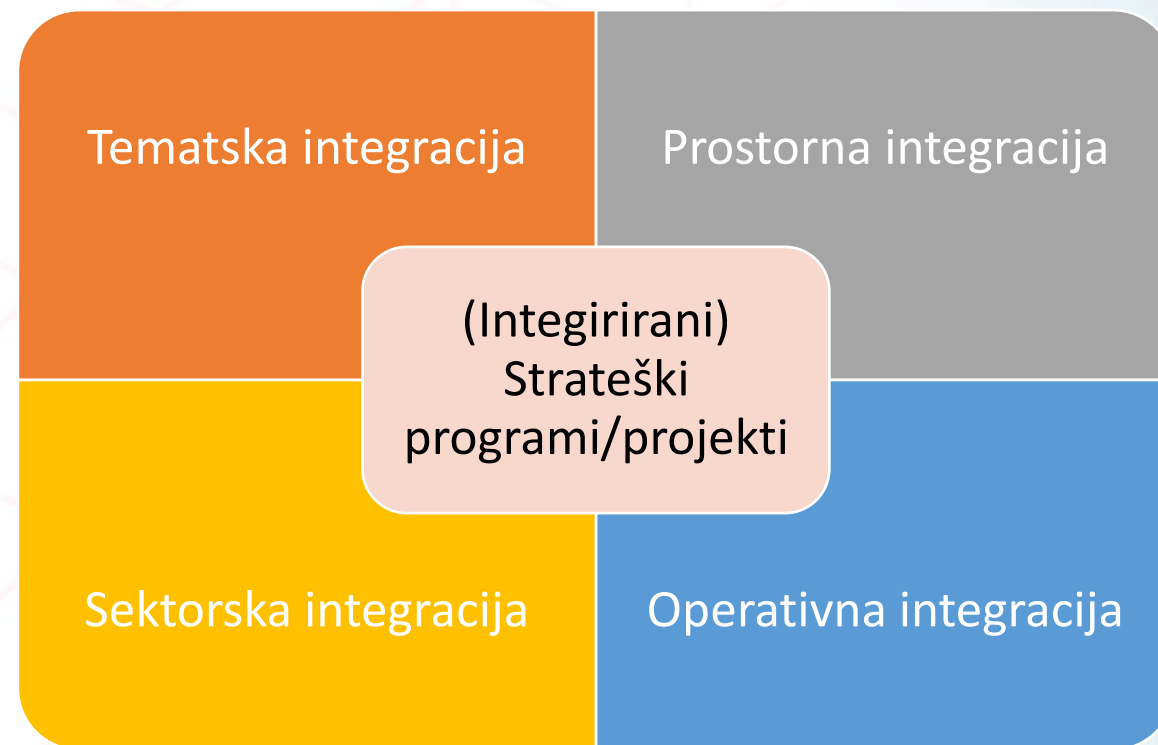 Tematska integracija
Prostorna integracija
(Integirirani)
Strateški
programi/projekti
Sektorska integracija
Operativna integracija